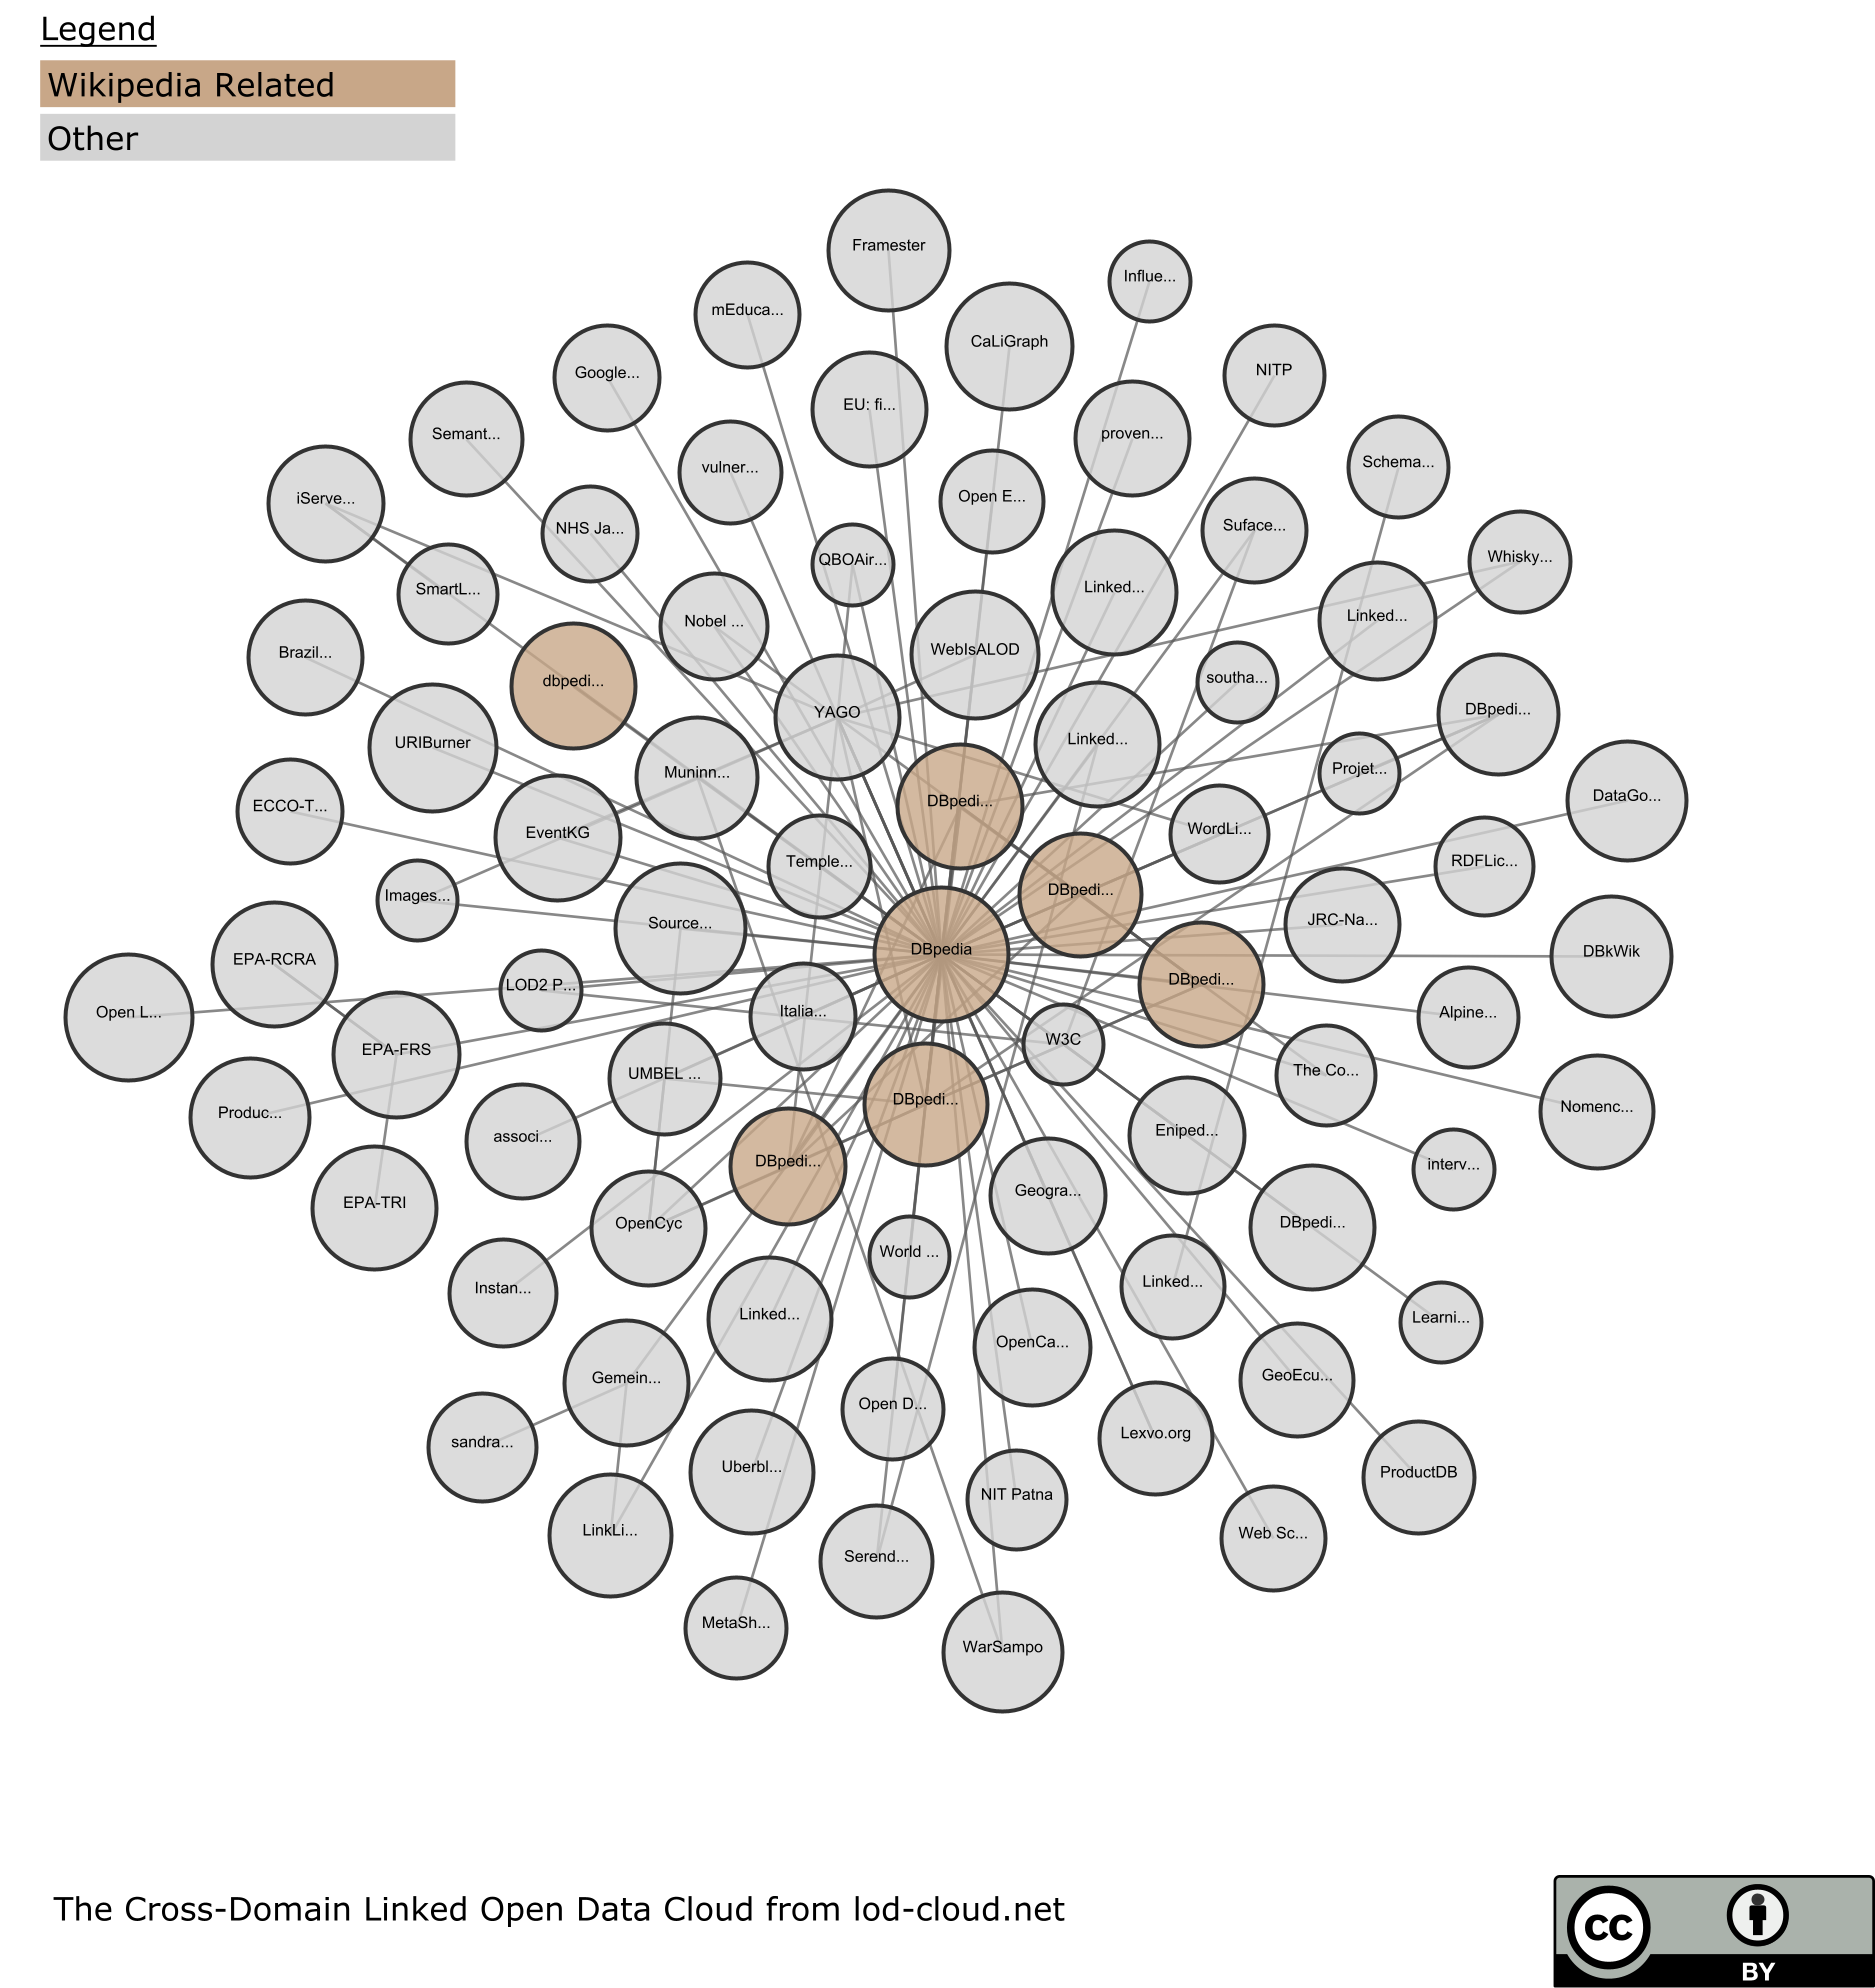 Legend
Wikipedia Related
Other
Framester
Influe...
mEduca...
CaLiGraph
Google...
NITP
EU: fi...
Semant...
proven...
vulner...
Schema...
iServe...
Open E...
NHS Ja...
Suface...
QBOAir...
Whisky...
SmartL...
Linked...
Nobel ...
Linked...
Brazil...
WebIsALOD
dbpedi...
southa...
YAGO
DBpedi...
URIBurner
Linked...
Muninn...
Projet...
ECCO-T...
DBpedi...
DataGo...
EventKG
WordLi...
Temple...
RDFLic...
Images...
DBpedi...
Source...
JRC-Na...
DBpedia
DBkWik
EPA-RCRA
LOD2 P...
DBpedi...
Open L...
Italia...
Alpine...
EPA-FRS
W3C
UMBEL ...
The Co...
Produc...
DBpedi...
Nomenc...
associ...
Eniped...
DBpedi...
interv...
EPA-TRI
Geogra...
OpenCyc
DBpedi...
World ...
Instan...
Linked...
Linked...
Learni...
OpenCa...
Gemein...
GeoEcu...
Open D...
sandra...
Lexvo.org
Uberbl...
ProductDB
NIT Patna
LinkLi...
Web Sc...
Serend...
MetaSh...
WarSampo
The Cross-Domain Linked Open Data Cloud from lod-cloud.net
cc
BY